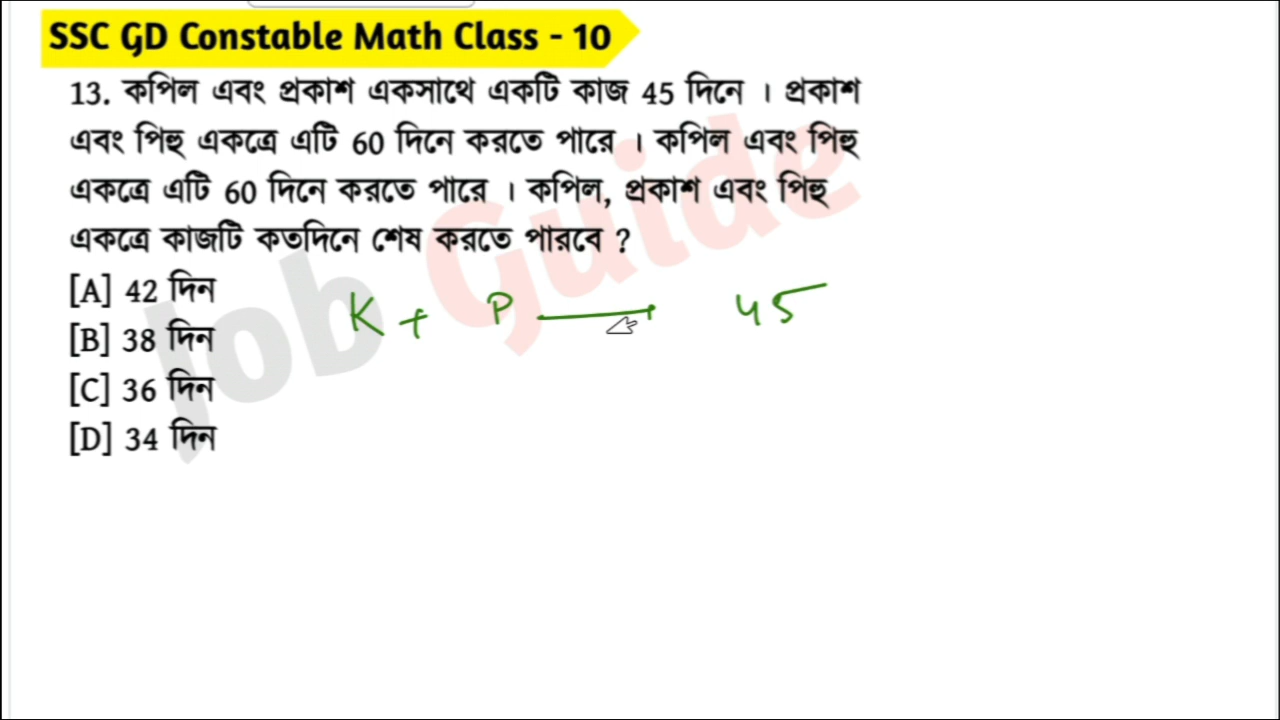 SSC GD Constable Math Class - 10
13. কপিল এবং প্রকাশ একসাথে একটি কাজ 45 দিনে । প্রকাশ
এবং পিহু একত্রে এটি 60 দিনে করতে পারে । কপিল এবং পিহু
একত্রে এটি 60 দিনে করতে পারে । কপিল, প্রকাশ এবং পিহু
একত্রে কাজটি কতদিনে শেষ করতে পারবে ?
[A] 42 দিন
[B] 38 দিন
[C] 36 দিন
[D] 34 দিন
K + P 45
Job Guide